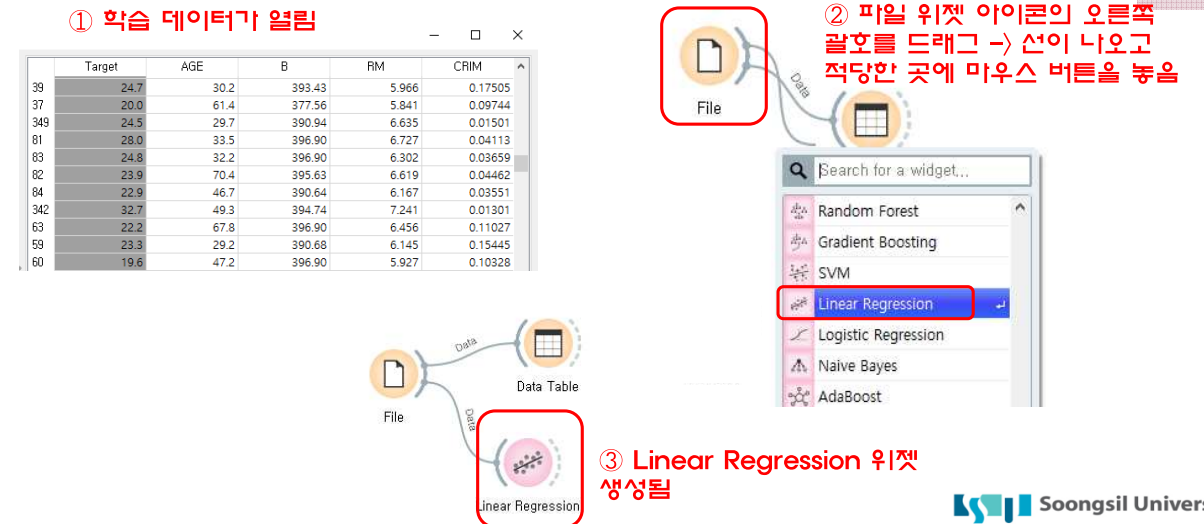 ① 학습 데이터가 열림
Target AGE B RM CRIM
39 24.7 30.2 393.43 5.966 0.17505
37 20.0 61.4 377.56 5.841 0.09744
349 24.5 29.7 390.94 6.635 0.01501
81 28.0 33.5 396.90 6.727 0.04113
83 24.8 32.2 396.90 6.302 0.03659
82 23.9 70.4 395.63 6.619 0.04462
84 22.9 46.7 390.64 6.167 0.03551
342 32.7 49.3 394.74 7.241 0.01301
63 22.2 67.8 396.90 6.456 0.11027
59 23.3 29.2 390.68 6.145 0.15445
60 19.6 47.2 396.90 5.927 0.10328
② 파일 위젯 아이콘의 오른쪽
괄호를 드래그 -> 선이 나오고
적당한 곳에 마우스 버튼을 놓음
Data
File
Search for a widget...
Random Forest
Gradient Boosting
SVM
Linear Regression
Logistic Regression
Naive Bayes
AdaBoost
Data
Data Table
File
Data
Linear Regression
③ Linear Regression 위젯
생성됨
Soongsil Univers